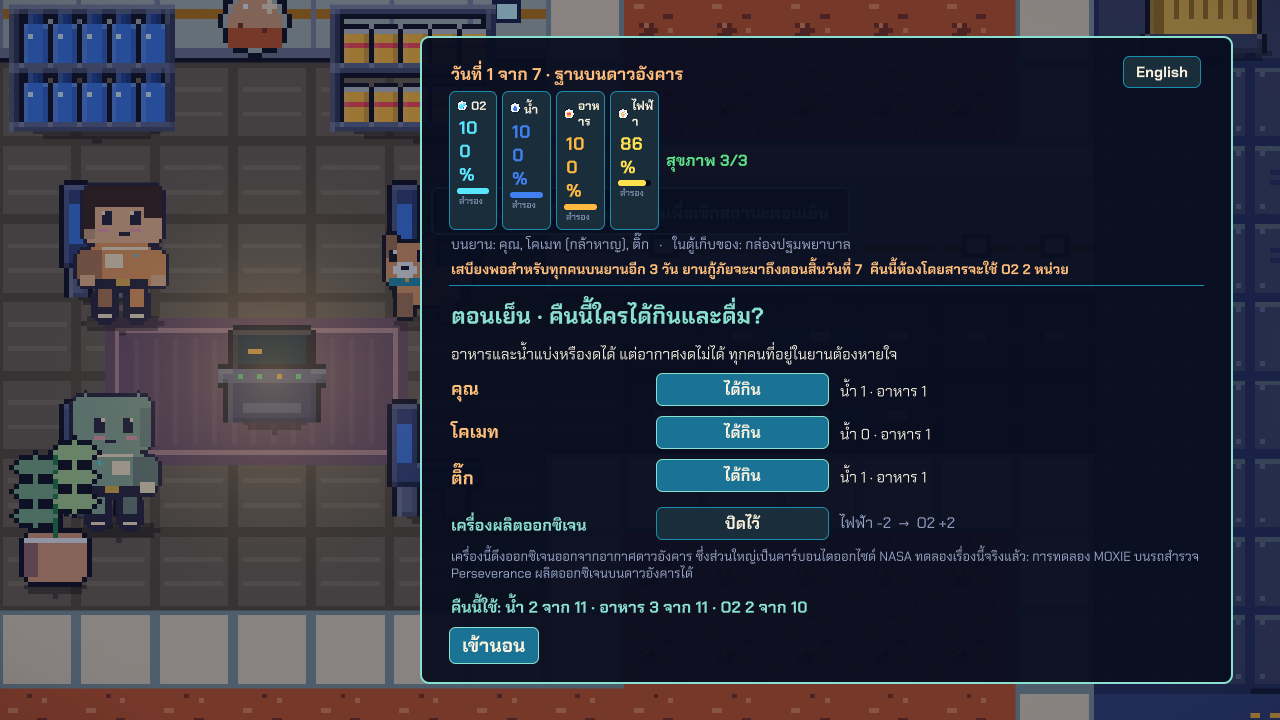 วันที่ 1 จาก 7 · ฐานบนดาวอังคาร
English
O2
100%
สำรอง
น้ำ
100%
สำรอง
อาหาร
100%
สำรอง
ไฟฟ้า
86%
สำรอง
สุขภาพ 3/3
บนยาน: คุณ, โคเมท (กล้าหาญ), ติ๊ก · ในตู้เก็บของ: กล่องปฐมพยาบาล
เสบียงพอสำหรับทุกคนบนยานอีก 3 วัน ยานกู้ภัยจะมาถึงตอนสิ้นวันที่ 7 คืนนี้ห้องโดยสารจะใช้ O2 2 หน่วย
ตอนเย็น · คืนนี้ใครได้กินและดื่ม?
อาหารและน้ำแบ่งหรืองดได้ แต่อากาศงดไม่ได้ ทุกคนที่อยู่ในยานต้องหายใจ
คุณ ได้กิน น้ำ 1 · อาหาร 1
โคเมท ได้กิน น้ำ 0 · อาหาร 1
ติ๊ก ได้กิน น้ำ 1 · อาหาร 1
เครื่องผลิตออกซิเจน ปิดไว้ ไฟฟ้า -2 → O2 +2
เครื่องนี้ดึงออกซิเจนออกจากอากาศดาวอังคาร ซึ่งส่วนใหญ่เป็นคาร์บอนไดออกไซด์ NASA ทดลองเรื่องนี้จริงแล้ว: การทดลอง MOXIE บนรถสำรวจ
Perseverance ผลิตออกซิเจนบนดาวอังคารได้
คืนนี้ใช้: น้ำ 2 จาก 11 · อาหาร 3 จาก 11 · O2 2 จาก 10
เข้านอน